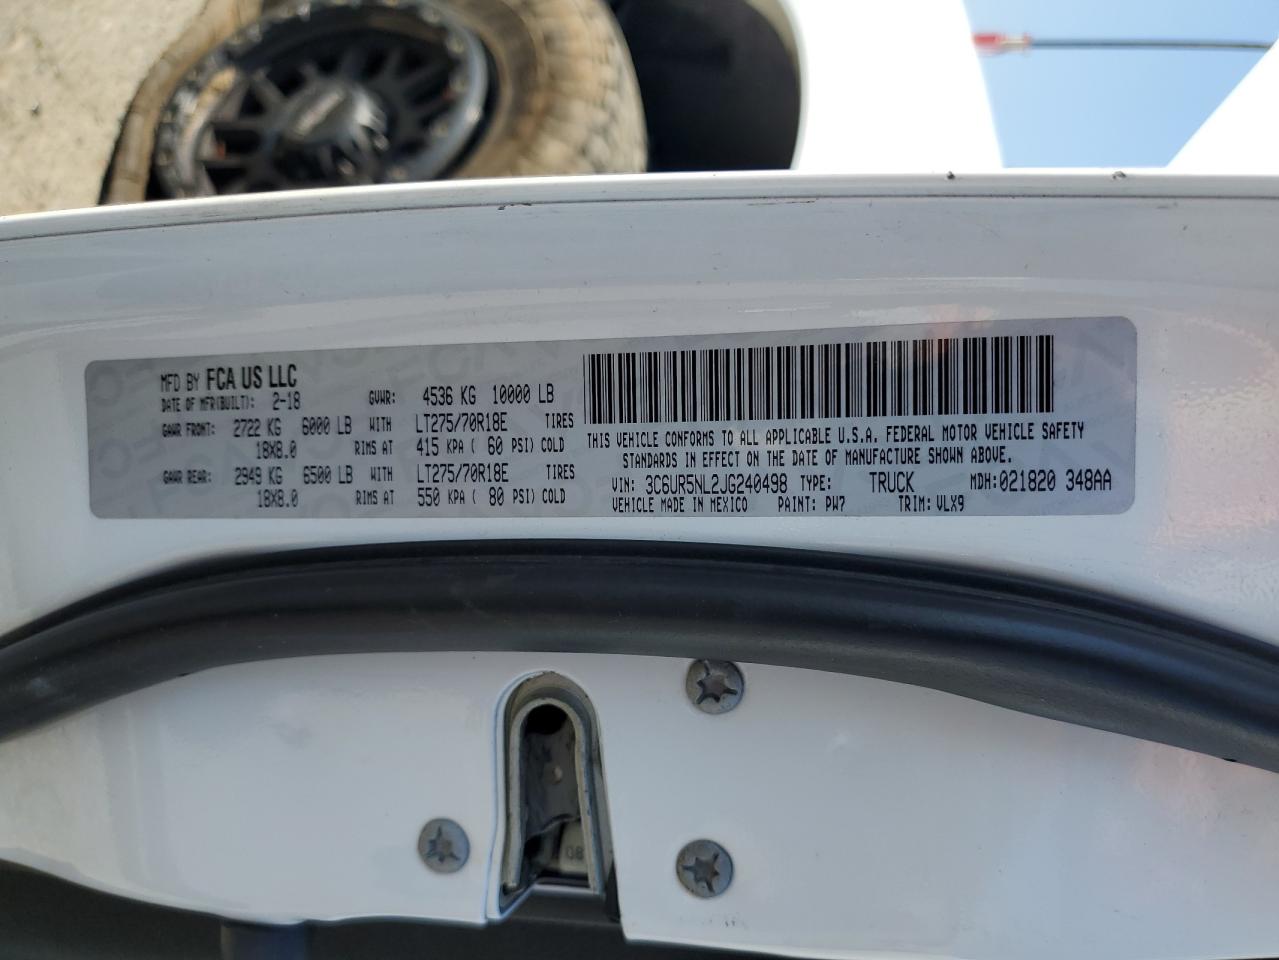 MFD BY FCA US LLC
DATE OF MFR(BUILT): 2-18 GVWR: 4536 KG 10000 LB
GAWR FRONT: 2722 KG 6000 LB WITH LT275/70R18E TIRES
18X8.0 RIMS AT 415 KPA ( 60 PSI) COLD
GAWR REAR: 2949 KG 6500 LB WITH LT275/70R18E TIRES
18X8.0 RIMS AT 550 KPA ( 80 PSI) COLD
THIS VEHICLE CONFORMS TO ALL APPLICABLE U.S.A. FEDERAL MOTOR VEHICLE SAFETY
STANDARDS IN EFFECT ON THE DATE OF MANUFACTURE SHOWN ABOVE.
VIN: 3C6UR5NL2JG240498 TYPE: TRUCK MDH:021820 348AA
VEHICLE MADE IN MEXICO PAINT: PW7 TRIM: VLX9
08